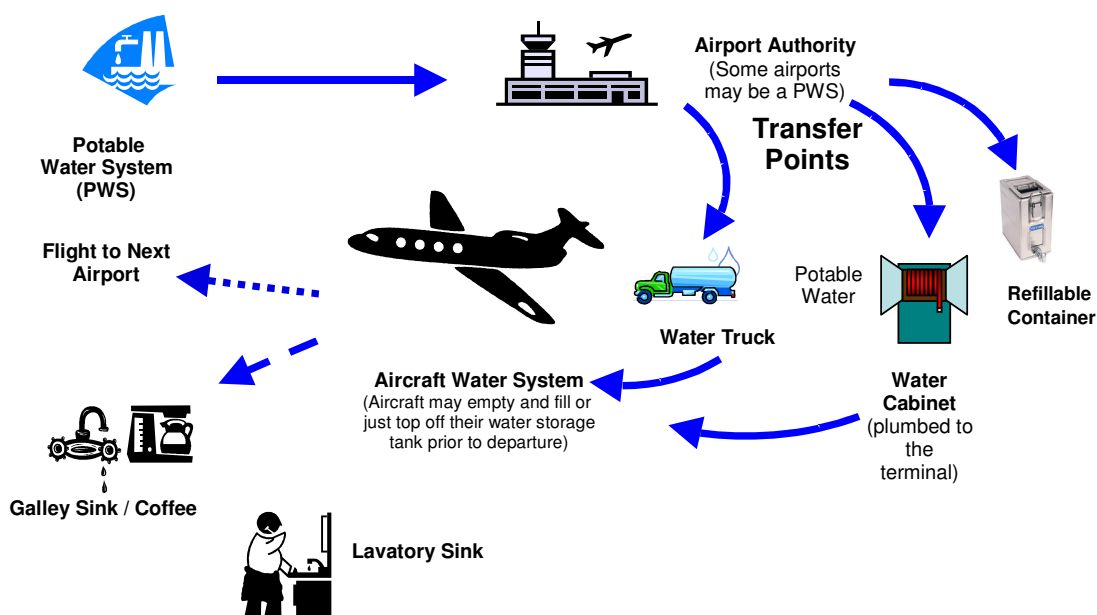 Airport Authority
(Some airports
may be a PWS)
Transfer
Points
Potable
Water System
(PWS)
Flight to Next
Airport
Potable
Water
Refillable
Container
Water Truck
Aircraft Water System
(Aircraft may empty and fill or
just top off their water storage
tank prior to departure)
Water
Cabinet
(plumbed to
the
terminal)
Galley Sink / Coffee
Lavatory Sink